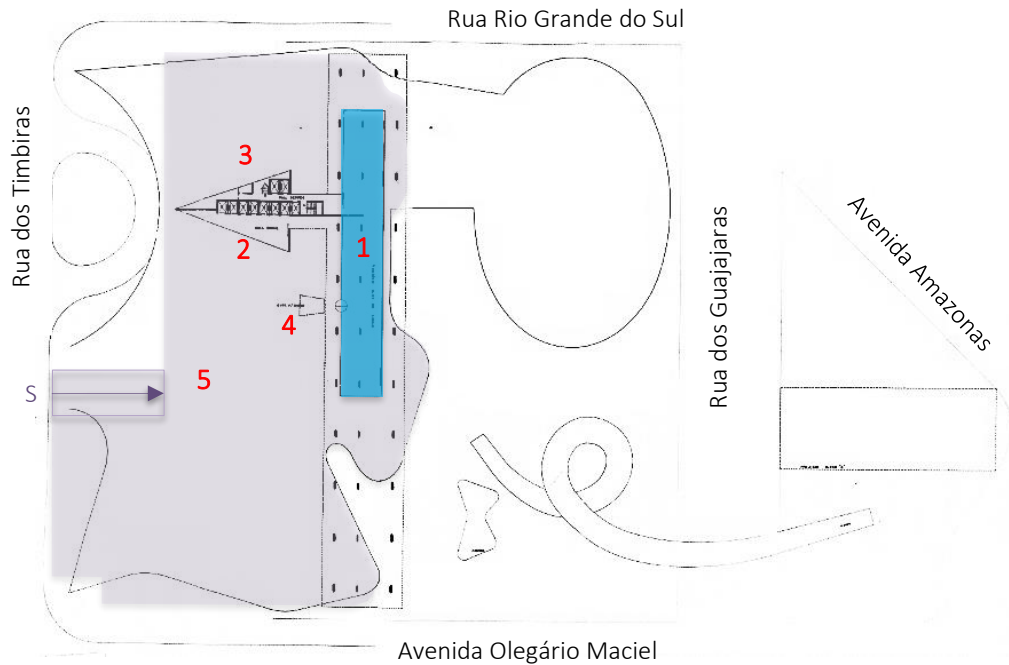 Rua Rio Grande do Sul
Rua dos Timbiras
3
2
1
4
5
S
Rua dos Guajajaras
Avenida Amazonas
Avenida Olegário Maciel